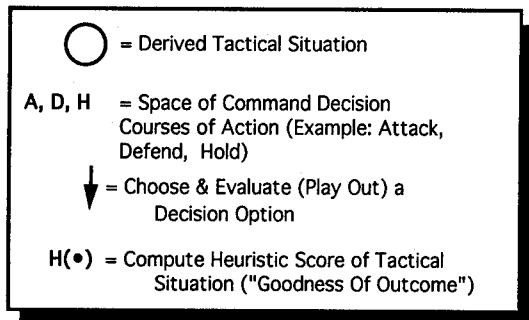 = Derived Tactical Situation
A, D, H = Space of Command Decision
Courses of Action (Example: Attack,
Defend, Hold)
= Choose & Evaluate (Play Out) a
Decision Option
H(•) = Compute Heuristic Score of Tactical
Situation ("Goodness Of Outcome")